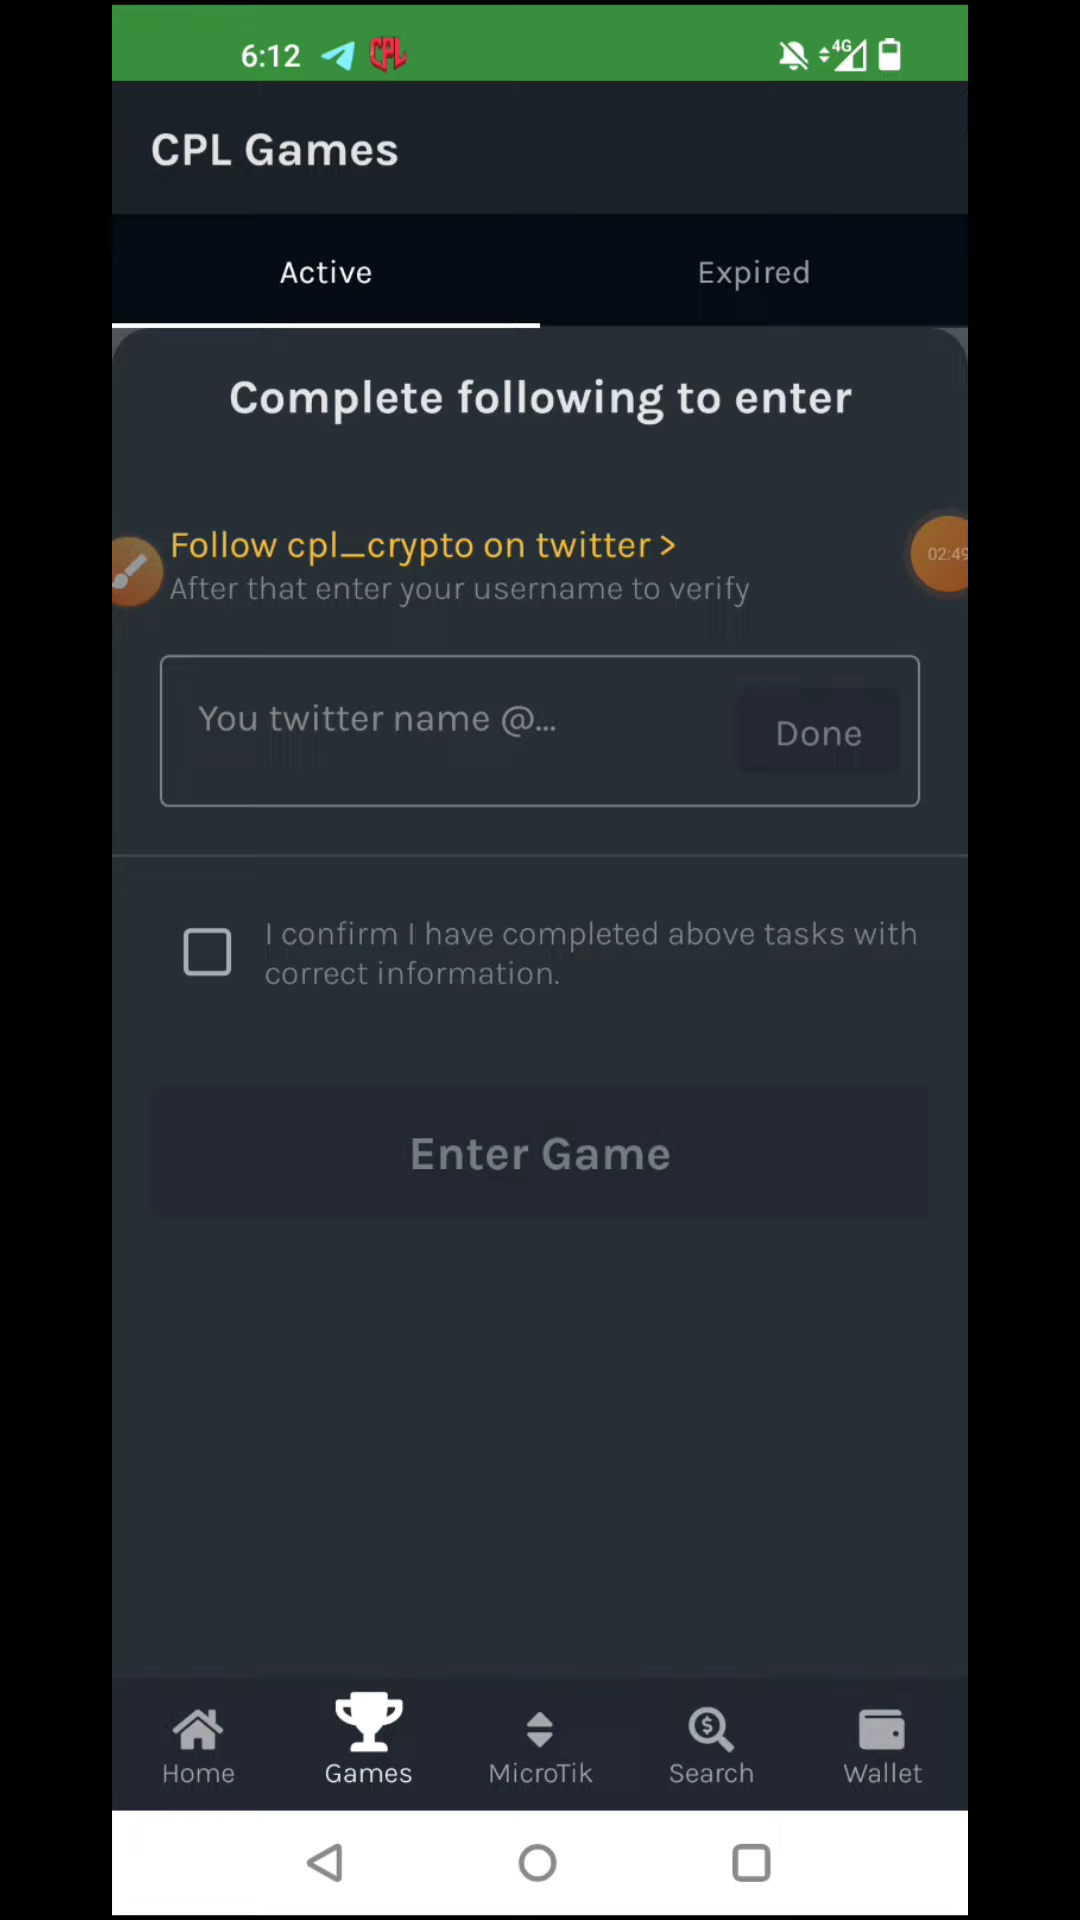 6:12 CPL 4G
CPL Games
Active Expired
Complete following to enter
Follow cpl_crypto on twitter >
After that enter your username to verify
02:49
You twitter name @...
Done
I confirm I have completed above tasks with
correct information.
Enter Game
Home Games MicroTik Search Wallet